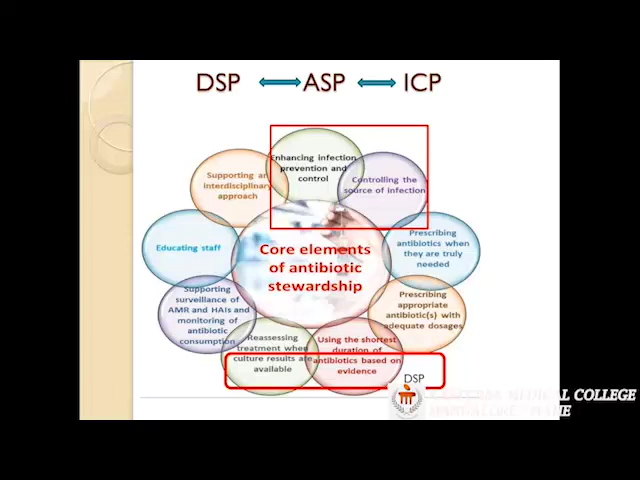 DSP ASP ICP
Enhancing infection
prevention and
control
Controlling the
source of infection
Supporting an
interdisciplinary
approach
Prescribing
antibiotics when
they are truly
needed
Educating staff
Core elements
of antibiotic
stewardship
Supporting
surveillance of
AMR and HAIs and
monitoring of
antibiotic
consumption
Prescribing
appropriate
antibiotic(s) with
adequate dosages
Reassessing
treatment when
culture results are
available
Using the shortest
duration of
antibiotics based on
evidence
DSP
MEDICAL COLLEGE